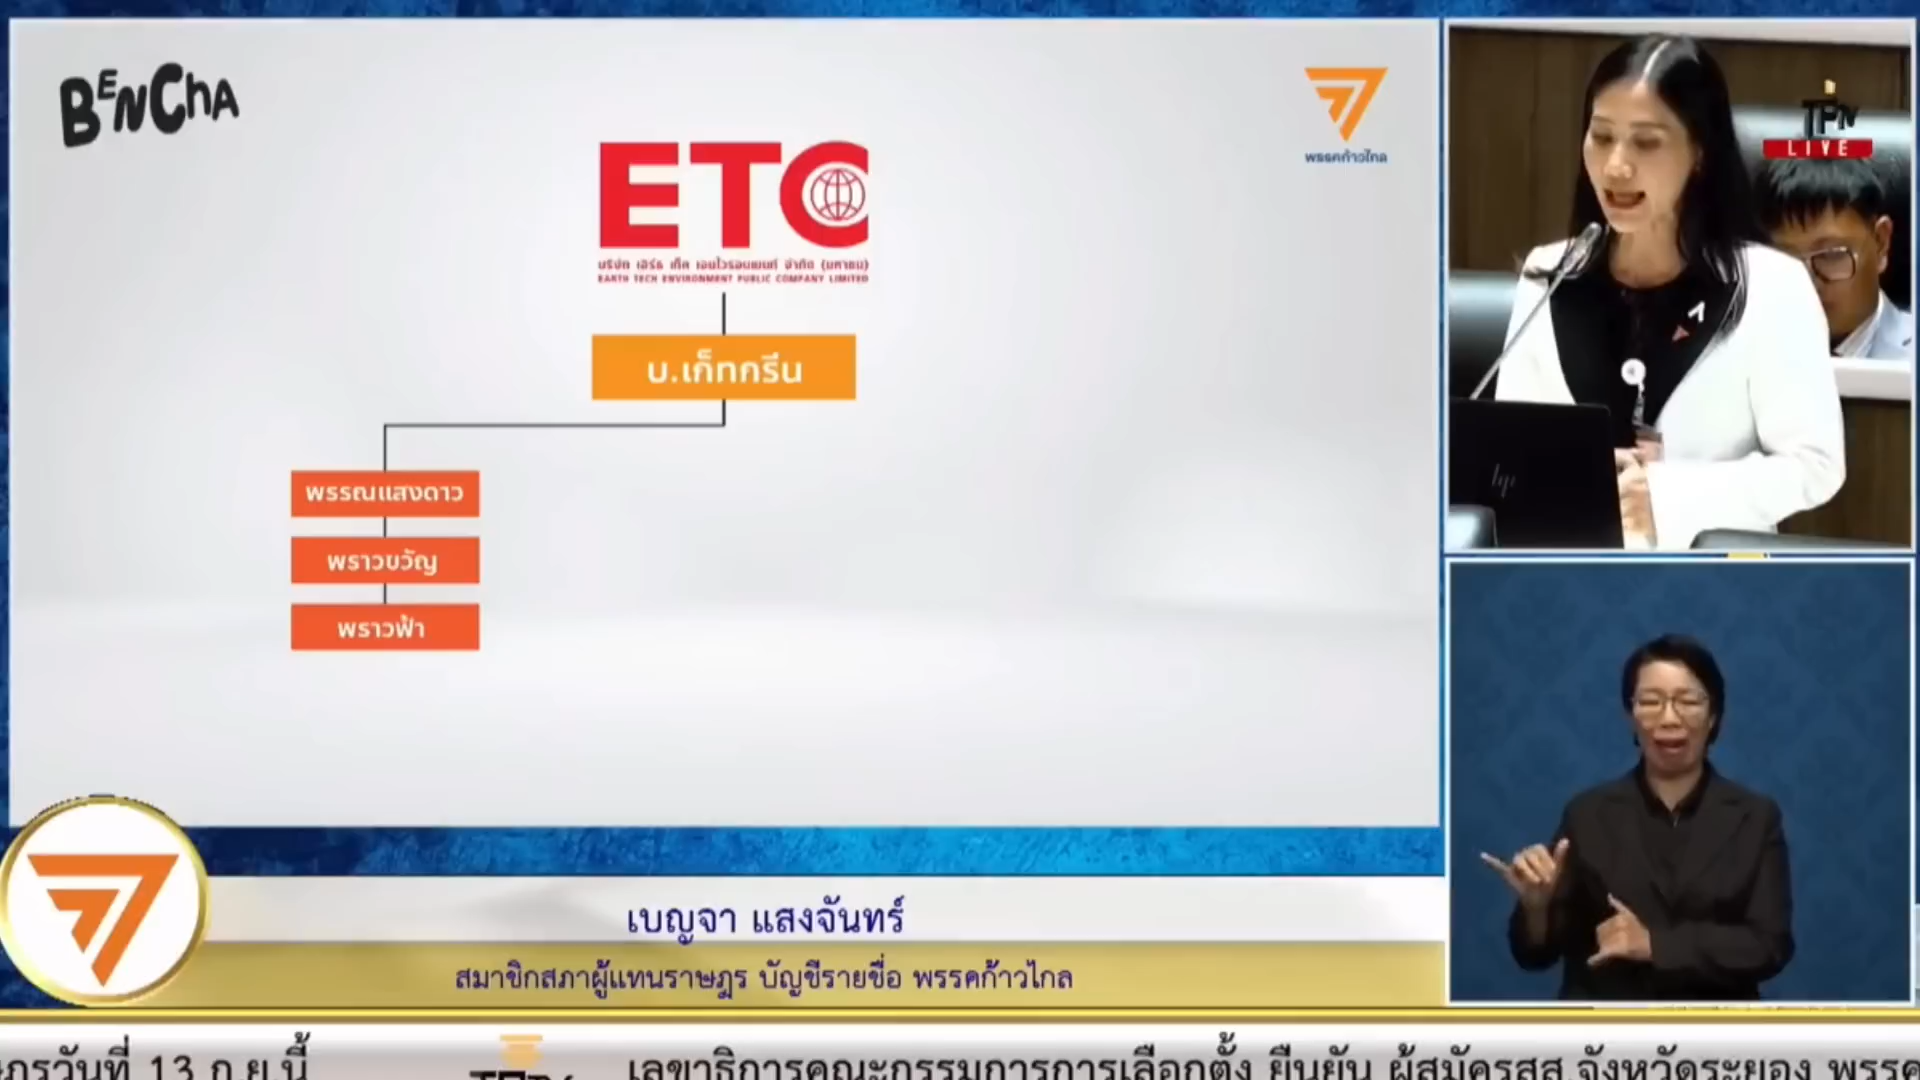 BENCHA
พรรคก้าวไกล
ETC
บริษัท เอิร์ธ เท็ค เอนไวรอนเมนท์ จำกัด (มหาชน)
EARTH TECH ENVIRONMENT PUBLIC COMPANY LIMITED
บ.เก็ทกรีน
พรรณแสงดาว
พราวขวัญ
พราวฟ้า
TPTV
LIVE
hp
เบญจา แสงจันทร์
สมาชิกสภาผู้แทนราษฎร บัญชีรายชื่อ พรรคก้าวไกล
วันที่ 13 ก.ย.นี้ เลขาธิการคณะกรรมการการเลือกตั้ง ยืนยัน ผู้สมัครสส.จังหวัดระยอง พรรค